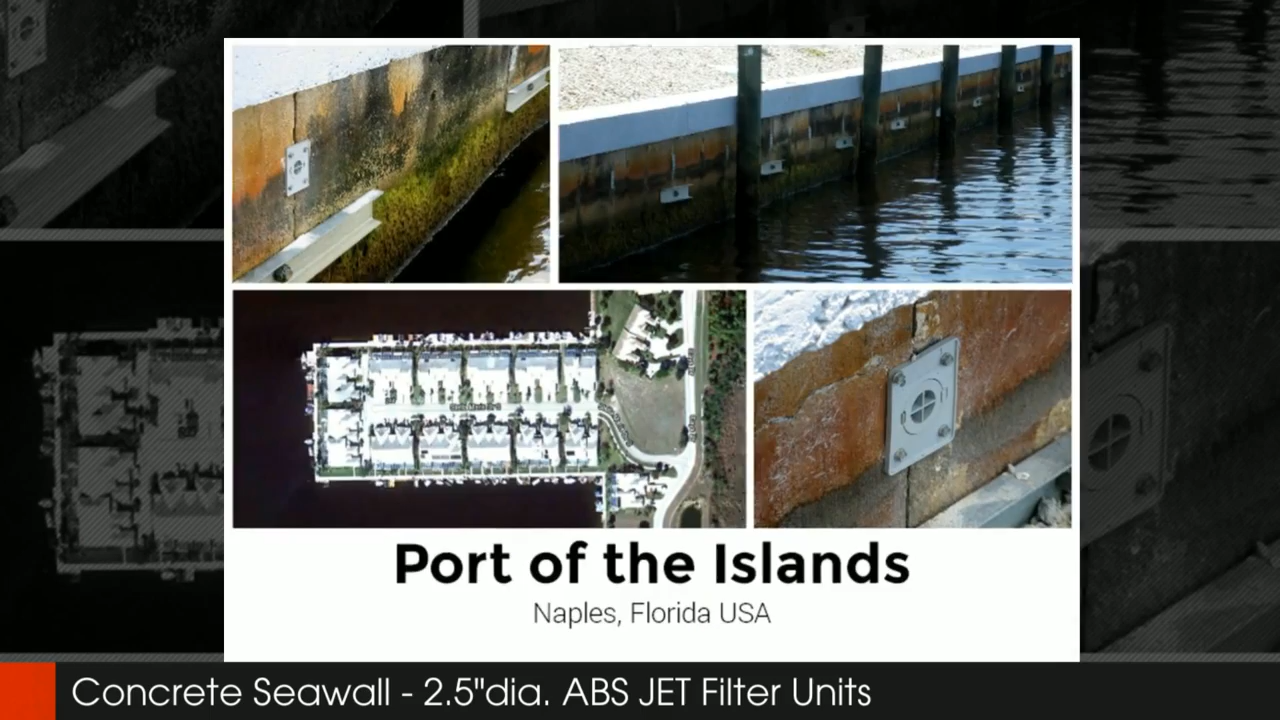 Port of the Islands
Naples, Florida USA
Concrete Seawall - 2.5"dia. ABS JET Filter Units